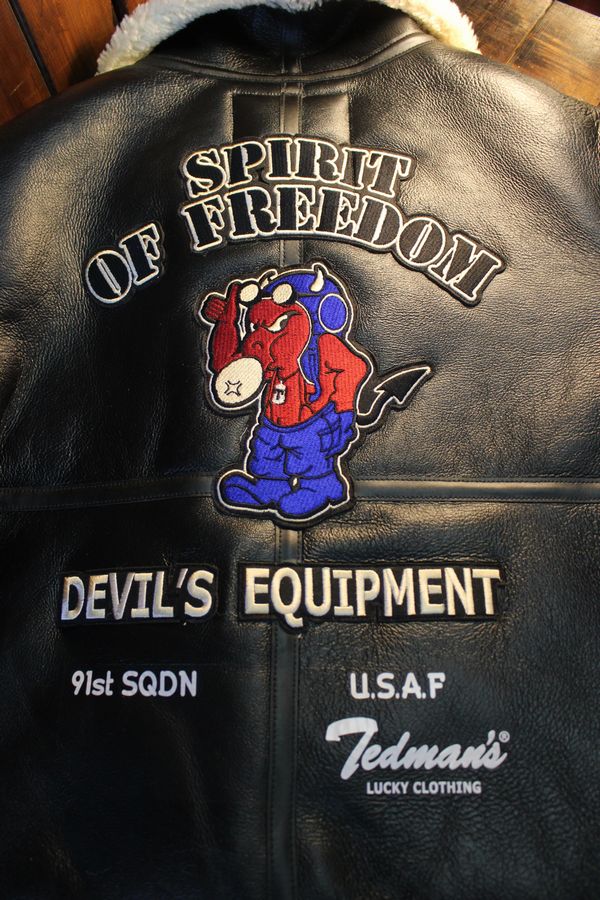 SPIRIT
OF FREEDOM
DEVIL'S EQUIPMENT
91st SQDN U.S.A.F
Tedman's®
LUCKY CLOTHING